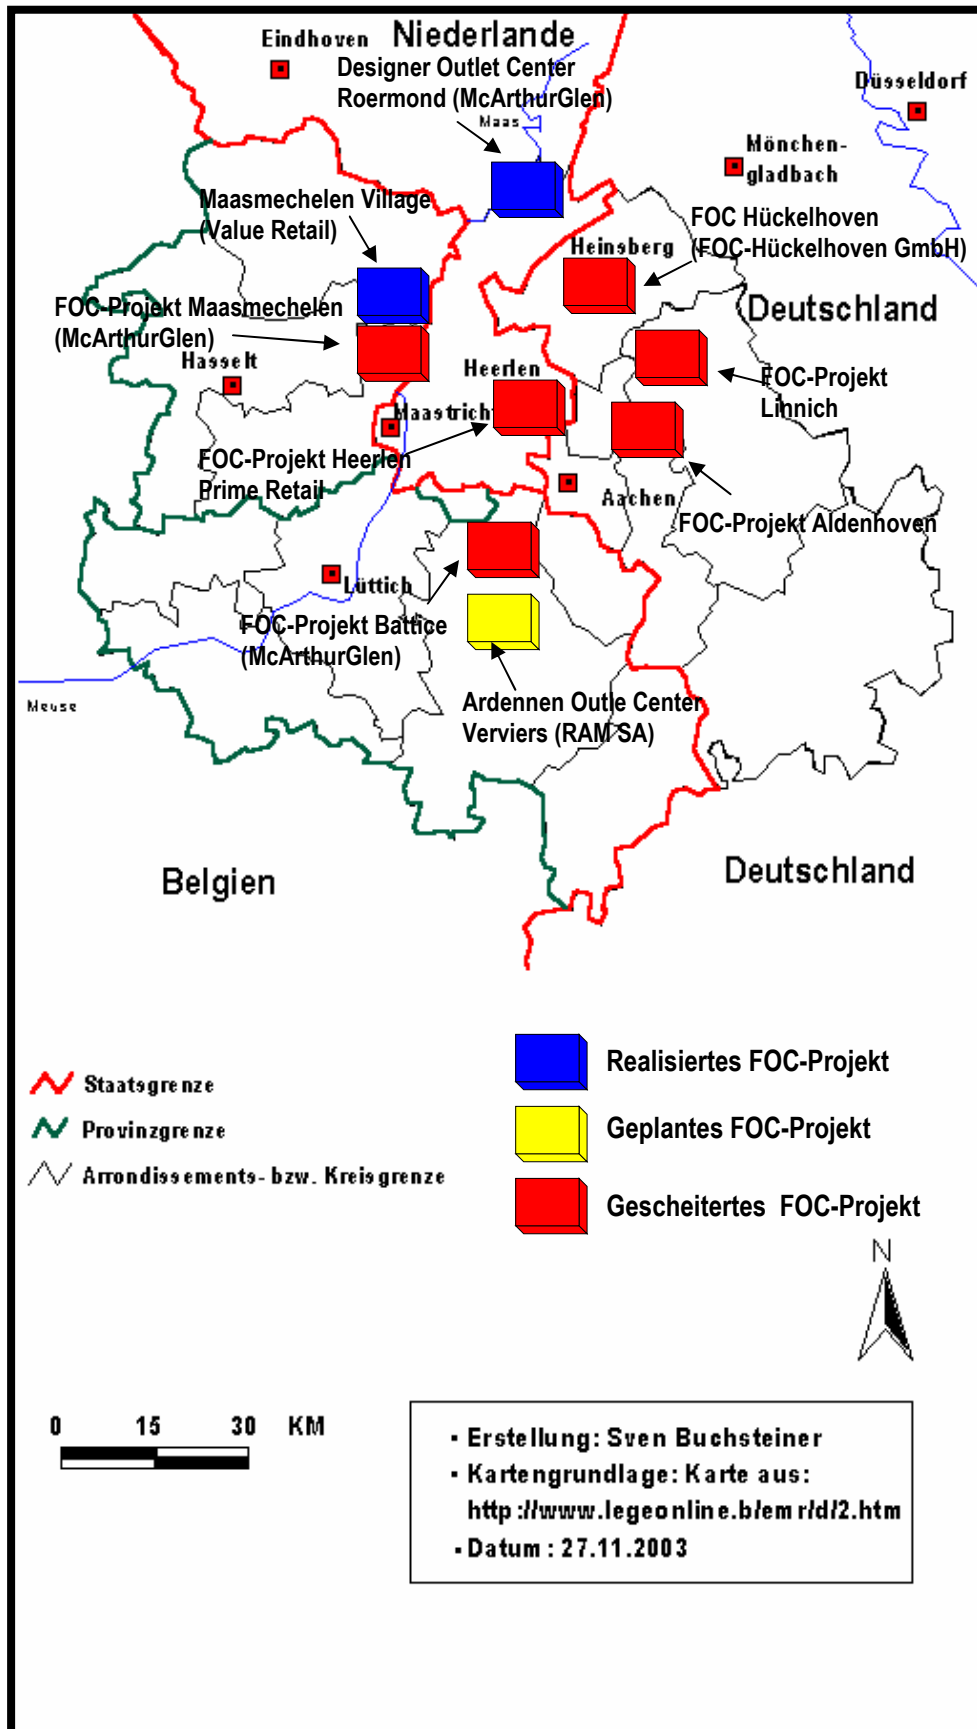 Eindhoven
Niederlande
Designer Outlet Center
Roermond (McArthurGlen)
Maas
Düsseldorf
Mönchen-
gladbach
Maasmechelen Village
(Value Retail)
FOC Hückelhoven
(FOC-Hückelhoven GmbH)
Heinsberg
FOC-Projekt Maasmechelen
(McArthurGlen)
Deutschland
Hasselt
Heerlen
FOC-Projekt
Linnich
Maastricht
FOC-Projekt Heerlen
Prime Retail
Aachen
FOC-Projekt Aldenhoven
Lüttich
FOC-Projekt Battice
(McArthurGlen)
Meuse
Ardennen Outle Center
Verviers (RAM SA)
Belgien
Deutschland
Staatsgrenze
Provinzgrenze
Arrondissements- bzw. Kreisgrenze
Realisiertes FOC-Projekt
Geplantes FOC-Projekt
Gescheitertes FOC-Projekt
N
0 15 30 KM
- Erstellung: Sven Buchsteiner
- Kartengrundlage: Karte aus:
http://www.legeonline.b/emr/d/2.htm
- Datum : 27.11.2003